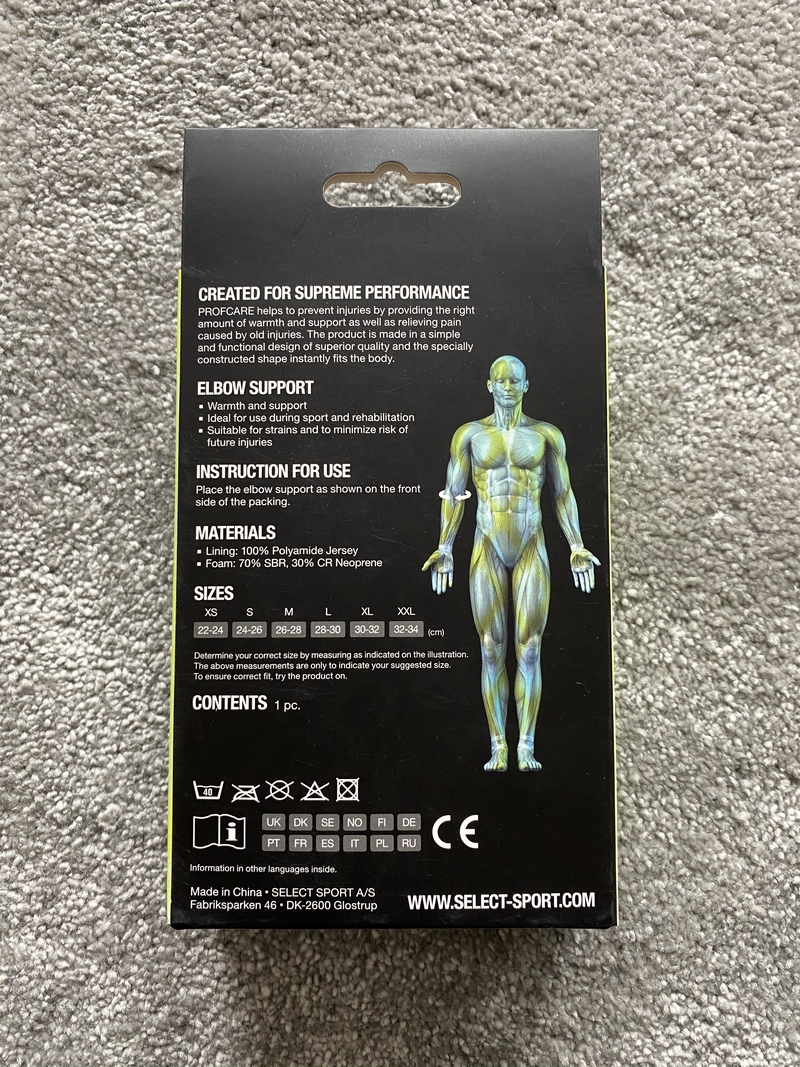 CREATED FOR SUPREME PERFORMANCE
PROFCARE helps to prevent injuries by providing the right
amount of warmth and support as well as relieving pain
caused by old injuries. The product is made in a simple
and functional design of superior quality and the specially
constructed shape instantly fits the body.
ELBOW SUPPORT
▪ Warmth and support
▪ Ideal for use during sport and rehabilitation
▪ Suitable for strains and to minimize risk of
future injuries
INSTRUCTION FOR USE
Place the elbow support as shown on the front
side of the packing.
MATERIALS
▪ Lining: 100% Polyamide Jersey
▪ Foam: 70% SBR, 30% CR Neoprene
SIZES
XS S M L XL XXL
22-24 24-26 26-28 28-30 30-32 32-34 (cm)
Determine your correct size by measuring as indicated on the illustration.
The above measurements are only to indicate your suggested size.
To ensure correct fit, try the product on.
CONTENTS 1 pc.
40
i UK DK SE NO FI DE CE
PT FR ES IT PL RU
Information in other languages inside.
Made in China • SELECT SPORT A/S
Fabriksparken 46 • DK-2600 Glostrup WWW.SELECT-SPORT.COM